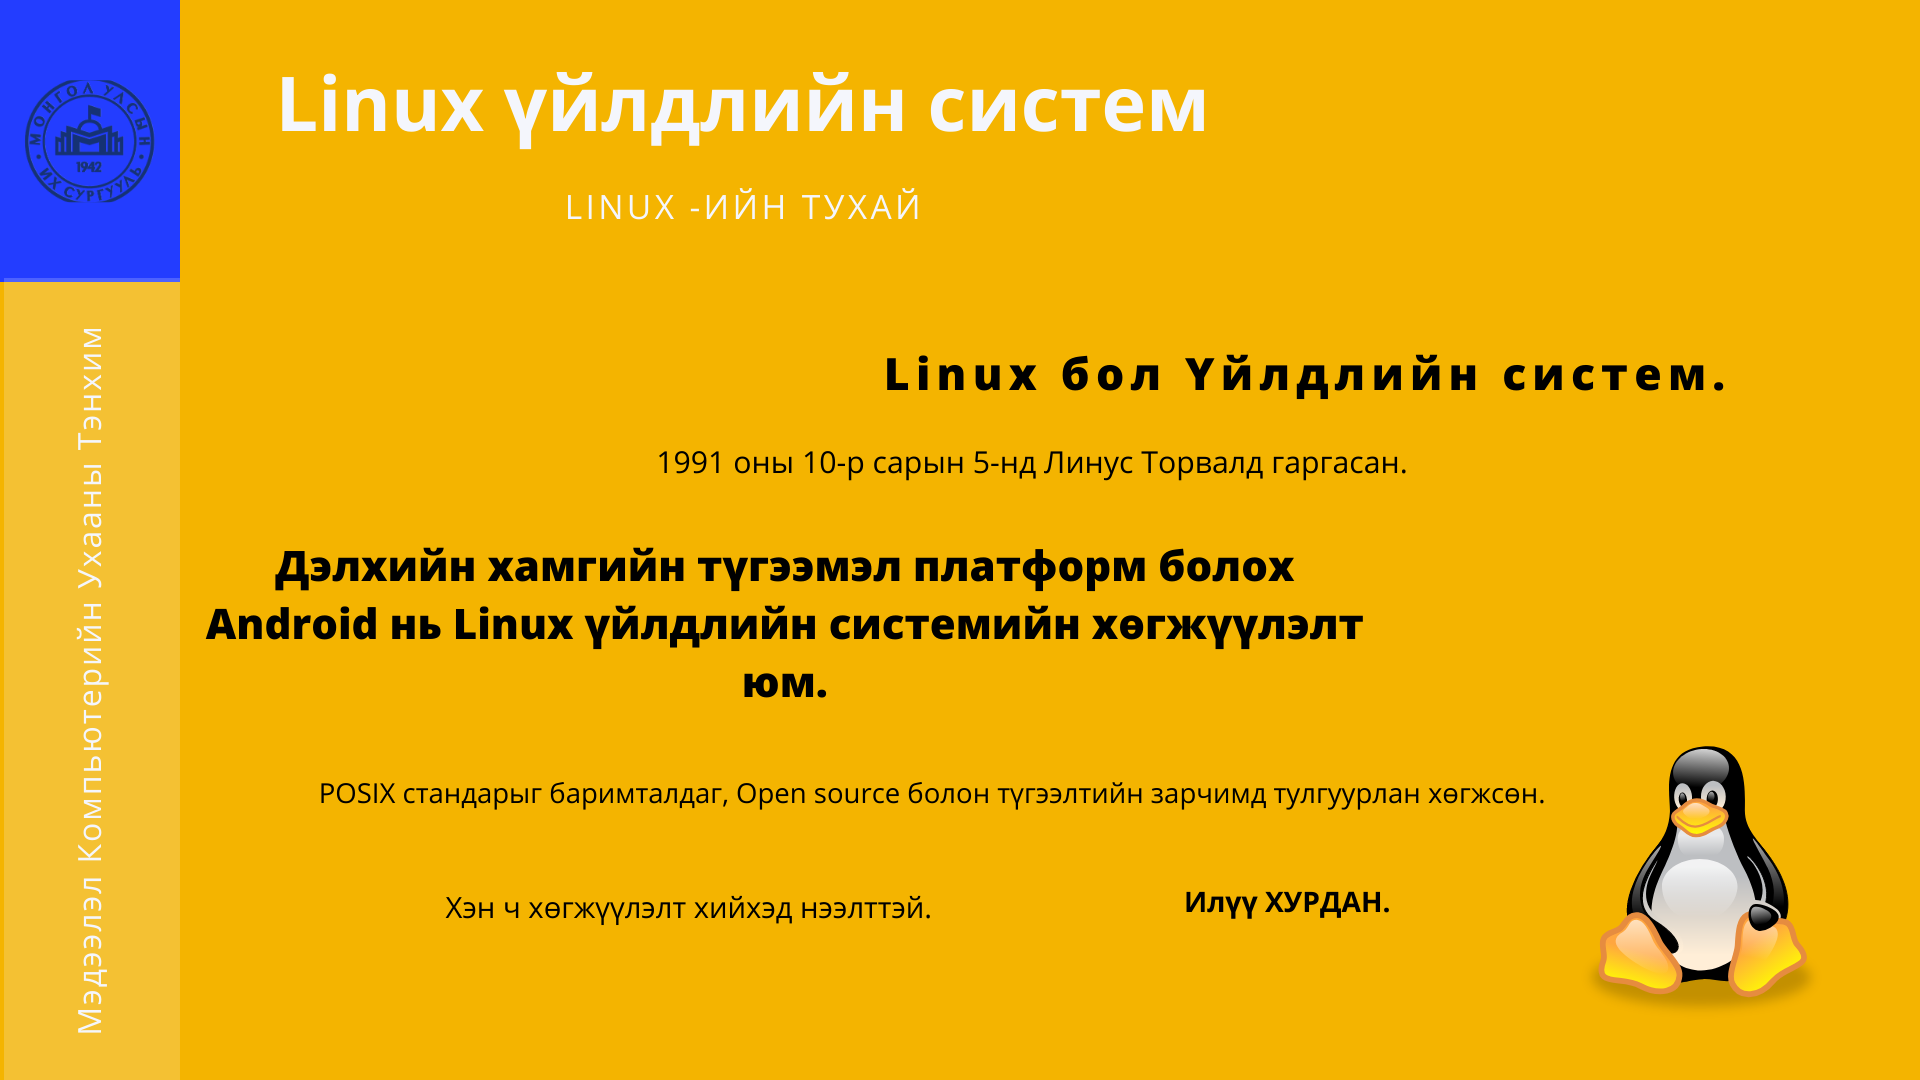 МОНГОЛ УЛСЫН
1942
ИХ СУРГУУЛЬ
Мэдээлэл Компьютерийн Ухааны Тэнхим
Linux үйлдлийн систем
LINUX -ИЙН ТУХАЙ
Linux бол Үйлдлийн систем.
1991 оны 10-р сарын 5-нд Линус Торвалд гаргасан.
Дэлхийн хамгийн түгээмэл платформ болох
Android нь Linux үйлдлийн системийн хөгжүүлэлт
юм.
POSIX стандарыг баримталдаг, Open source болон түгээлтийн зарчимд тулгуурлан хөгжсөн.
Хэн ч хөгжүүлэлт хийхэд нээлттэй.
Илүү ХУРДАН.